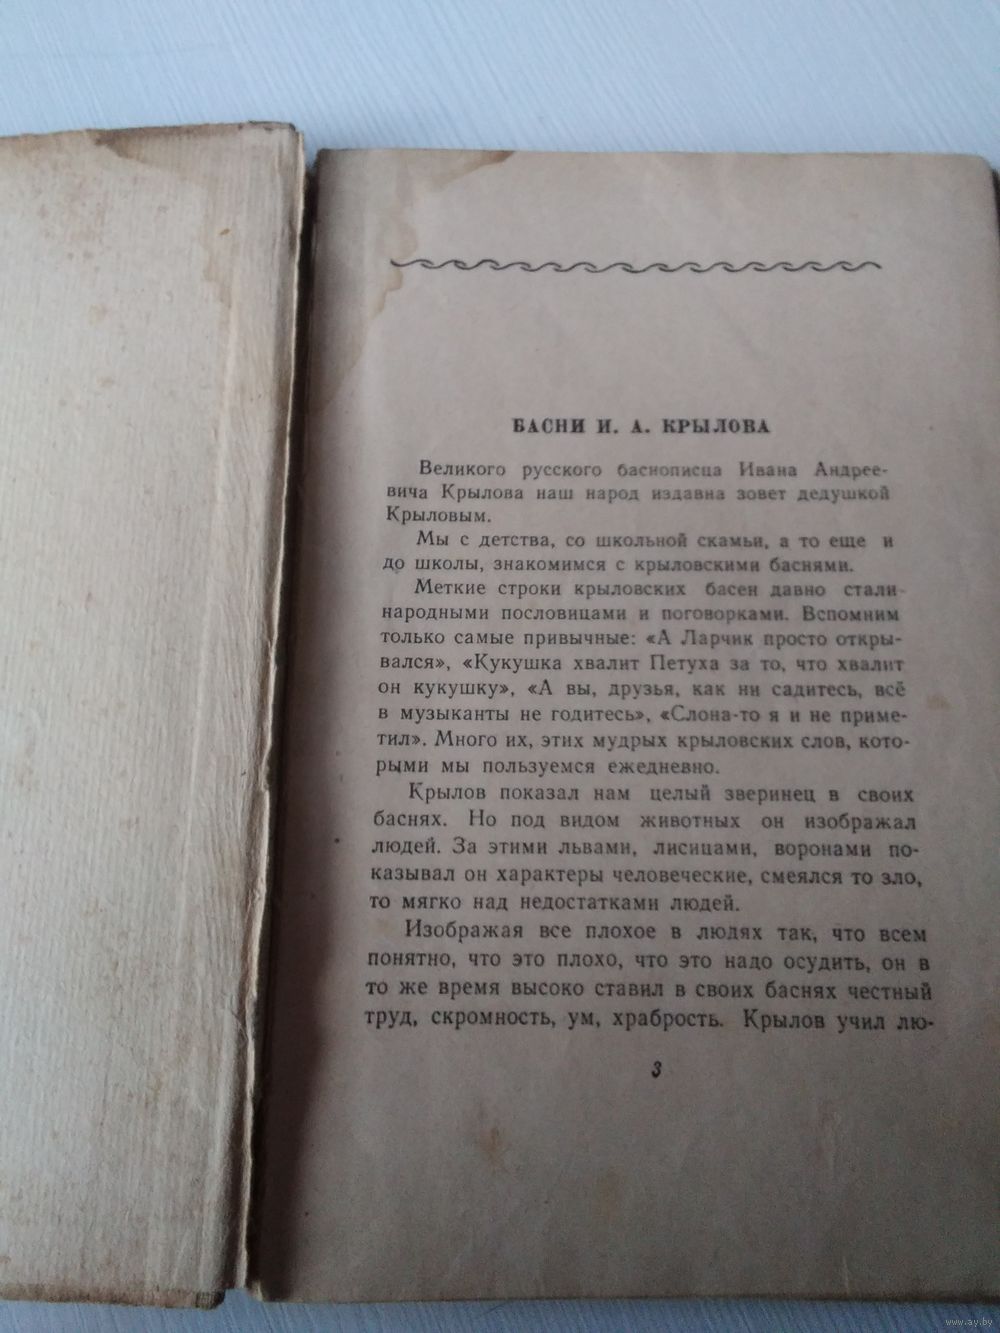 БАСНИ И. А. КРЫЛОВА
Великого русского баснописца Ивана Андрее-
вича Крылова наш народ издавна зовет дедушкой
Крыловым.
Мы с детства, со школьной скамьи, а то еще и
до школы, знакомимся с крыловскими баснями.
Меткие строки крыловских басен давно стали
народными пословицами и поговорками. Вспомним
только самые привычные: «А Ларчик просто откры-
вался», «Кукушка хвалит Петуха за то, что хвалит
он кукушку», «А вы, друзья, как ни садитесь, всё
в музыканты не годитесь», «Слона-то я и не приме-
тил». Много их, этих мудрых крыловских слов, кото-
рыми мы пользуемся ежедневно.
Крылов показал нам целый зверинец в своих
баснях. Но под видом животных он изображал
людей. За этими львами, лисицами, воронами по-
казывал он характеры человеческие, смеялся то зло,
то мягко над недостатками людей.
Изображая все плохое в людях так, что всем
понятно, что это плохо, что это надо осудить, он в
то же время высоко ставил в своих баснях честный
труд, скромность, ум, храбрость. Крылов учил лю-
3
www.ay.by